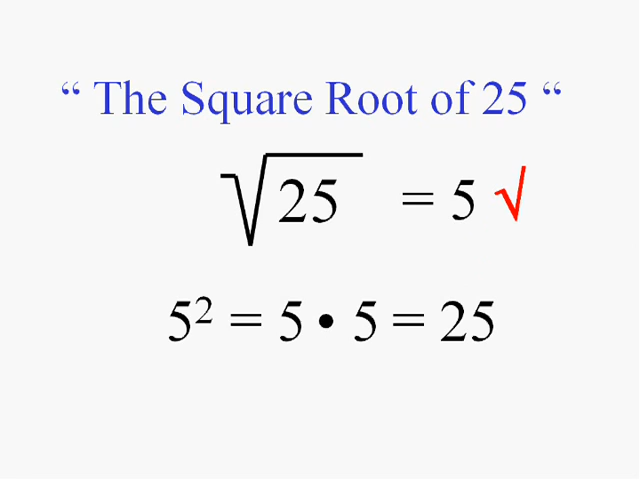 “ The Square Root of 25 “
√25 = 5 √
5² = 5 • 5 = 25